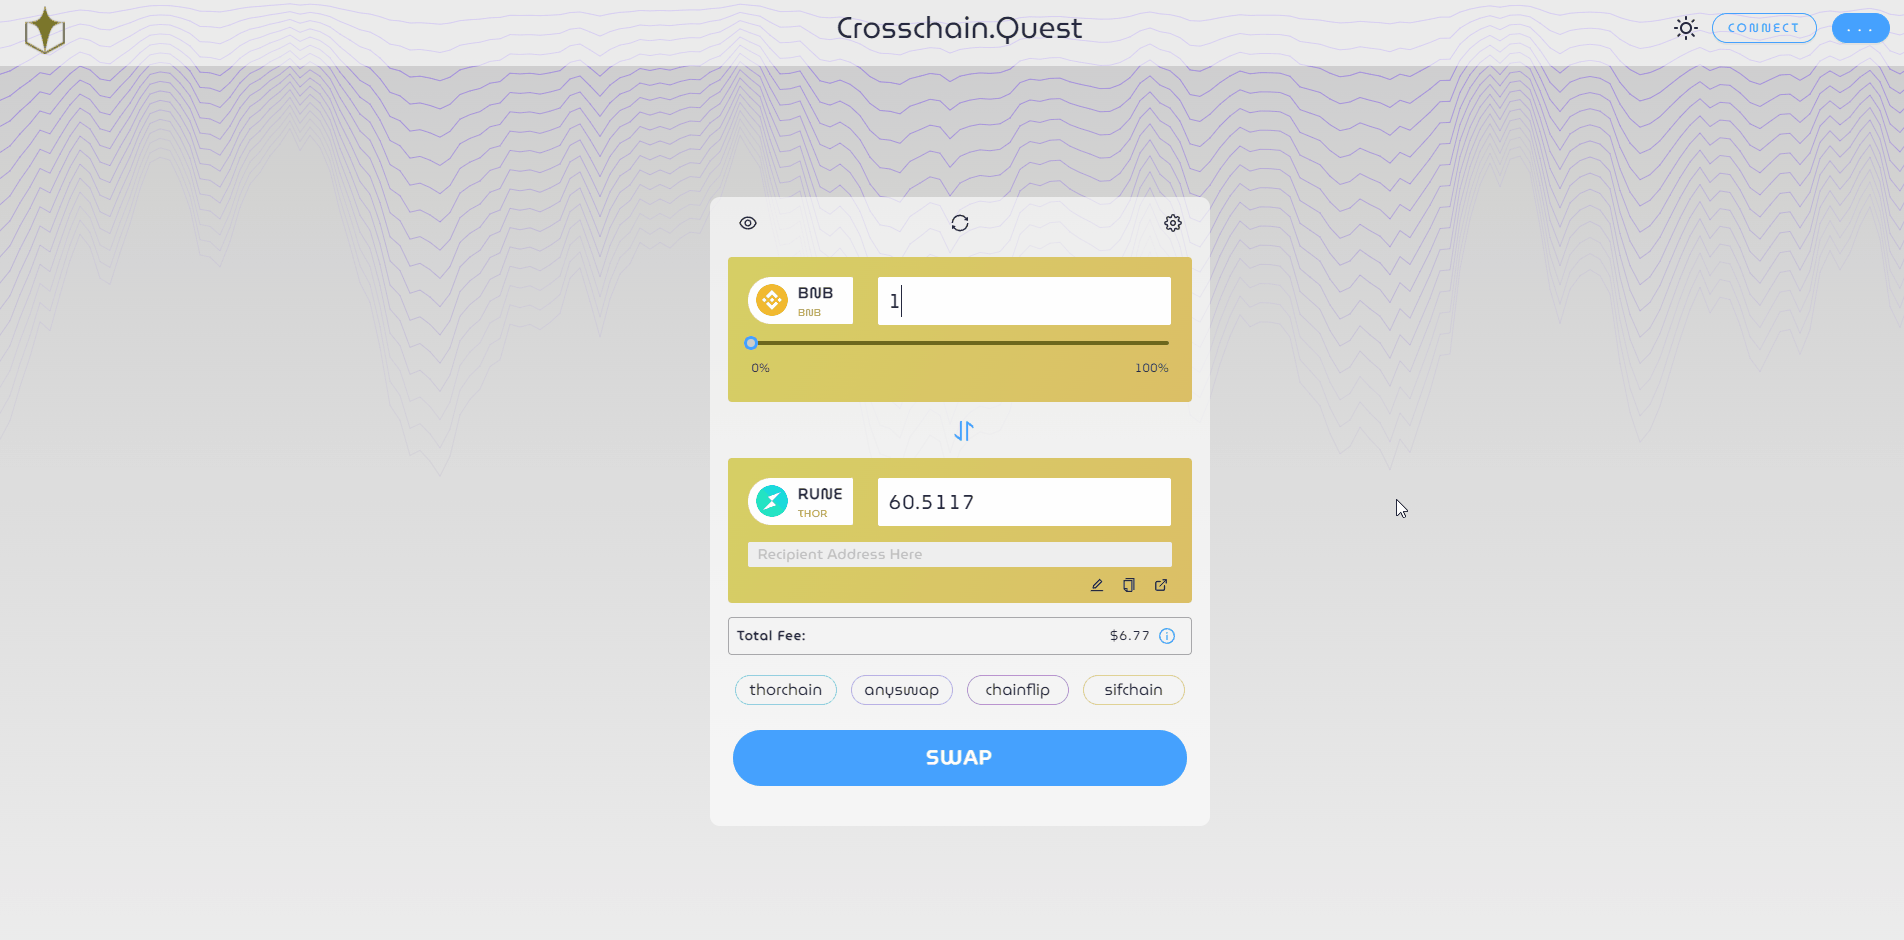 Crosschain.Quest
CONNECT
...
BNB
BNB
1
0%
100%
RUNE
THOR
60.5117
Recipient Address Here
Total Fee:
$6.77
thorchain
anyswap
chainflip
sifchain
SWAP